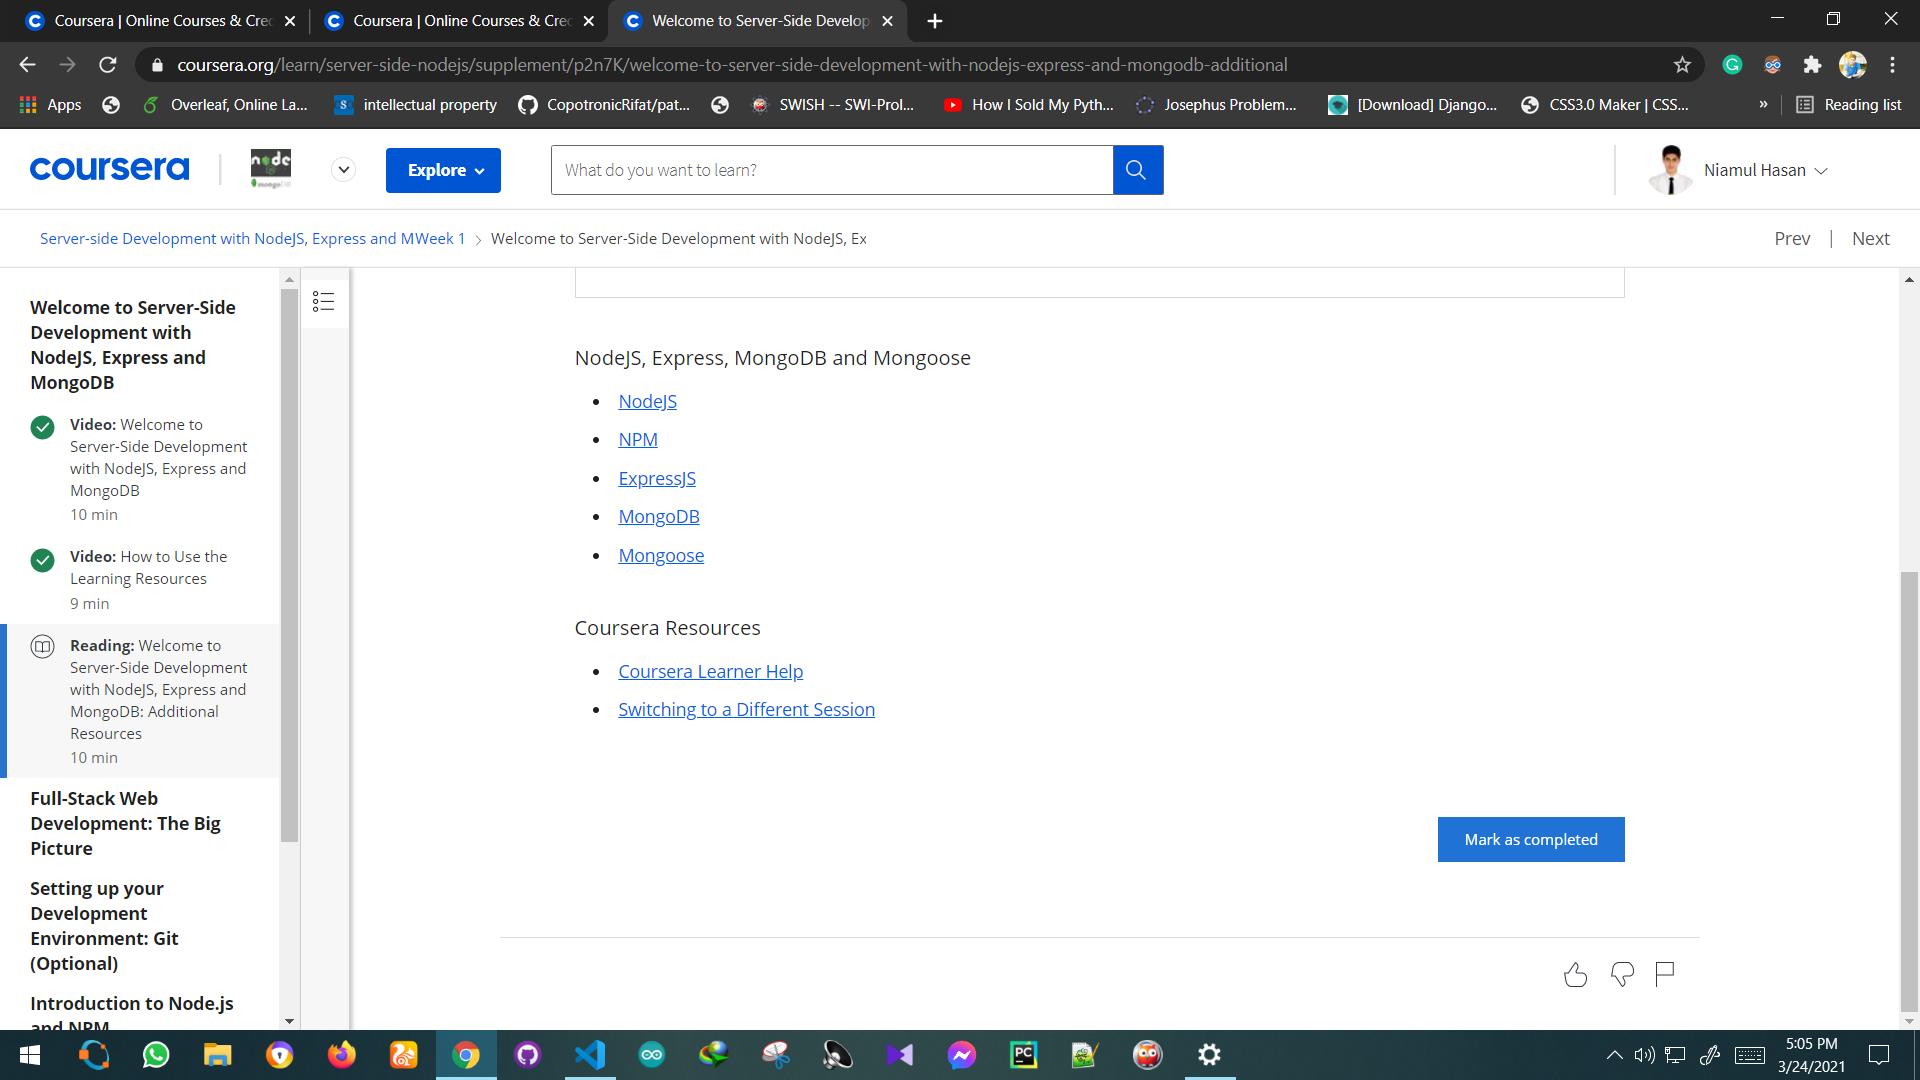 Coursera | Online Courses & Cre
Coursera | Online Courses & Cre
Welcome to Server-Side Develop
coursera.org/learn/server-side-nodejs/supplement/p2n7K/welcome-to-server-side-development-with-nodejs-express-and-mongodb-additional
Apps
Overleaf, Online La...
intellectual property
CopotronicRifat/pat...
SWISH -- SWI-Prol...
How I Sold My Pyth...
Josephus Problem...
[Download] Django...
CSS3.0 Maker | CSS...
»
Reading list
coursera
node
mongoDB
Explore
What do you want to learn?
Niamul Hasan
Server-side Development with NodeJS, Express and MWeek 1
Welcome to Server-Side Development with NodeJS, Ex
Prev
Next
Welcome to Server-Side
Development with
NodeJS, Express and
MongoDB
Video: Welcome to
Server-Side Development
with NodeJS, Express and
MongoDB
10 min
Video: How to Use the
Learning Resources
9 min
Reading: Welcome to
Server-Side Development
with NodeJS, Express and
MongoDB: Additional
Resources
10 min
Full-Stack Web
Development: The Big
Picture
Setting up your
Development
Environment: Git
(Optional)
Introduction to Node.js
and NPM
NodeJS, Express, MongoDB and Mongoose
• NodeJS
• NPM
• ExpressJS
• MongoDB
• Mongoose
Coursera Resources
• Coursera Learner Help
• Switching to a Different Session
Mark as completed
PC
5:05 PM
3/24/2021